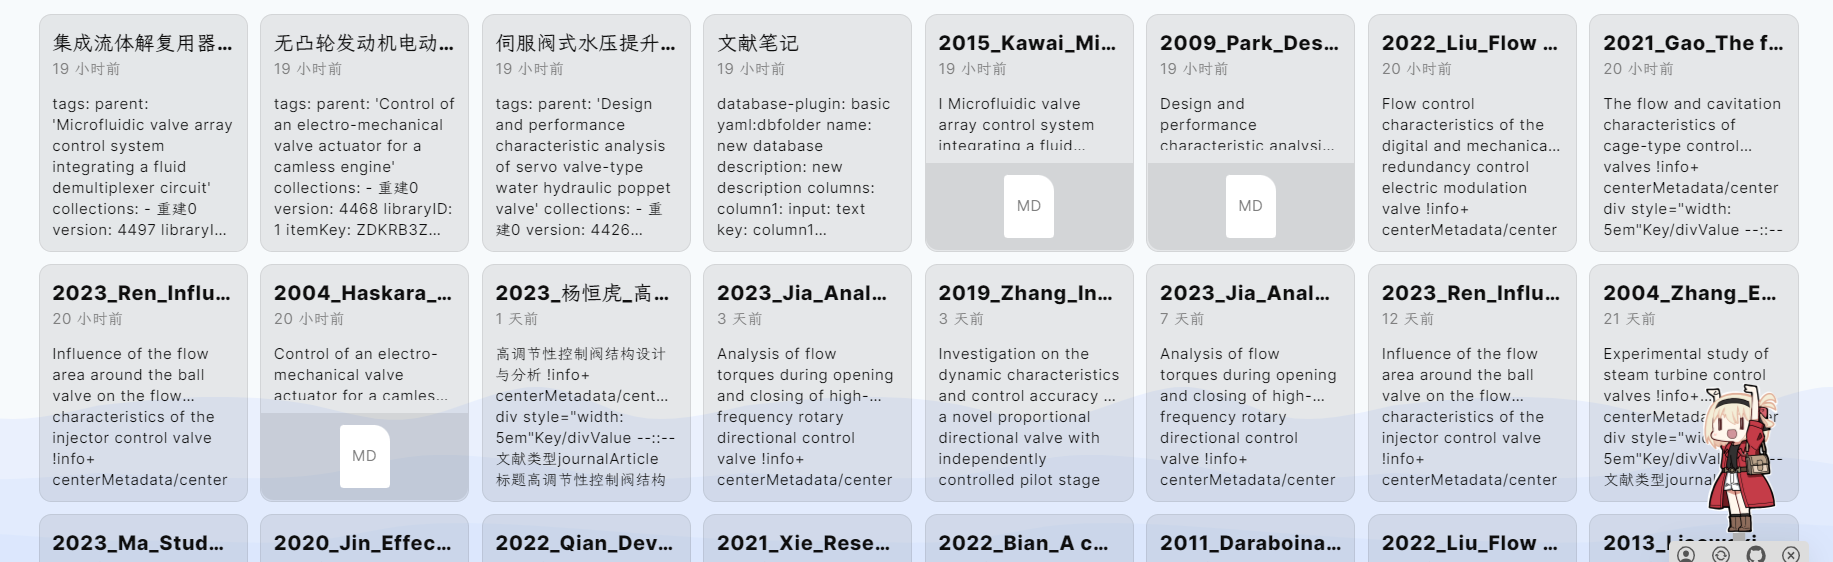 集成流体解复用器...
19 小时前
tags: parent:
'Microfluidic valve array
control system
integrating a fluid
demultiplexer circuit'
collections: - 重建0
version: 4497 libraryI...
无凸轮发动机电动...
19 小时前
tags: parent: 'Control of
an electro-mechanical
valve actuator for a
camless engine'
collections: - 重建0
version: 4468 libraryID:
1 itemKey: ZDKRB3Z...
伺服阀式水压提升...
19 小时前
tags: parent: 'Design
and performance
characteristic analysis
of servo valve-type
water hydraulic poppet
valve' collections: - 重
建0 version: 4426...
文献笔记
19 小时前
database-plugin: basic
yaml:dbfolder name:
new database
description: new
description columns:
column1: input: text
key: column1...
2015_Kawai_Mi...
19 小时前
I Microfluidic valve
array control system
integrating a fluid...
MD
2009_Park_Des...
19 小时前
Design and
performance
characteristic analysi...
MD
2022_Liu_Flow ...
20 小时前
Flow control
characteristics of the
digital and mechanica...
redundancy control
electric modulation
valve !info+
centerMetadata/center
2021_Gao_The f...
20 小时前
The flow and cavitation
characteristics of
cage-type control...
valves !info+
centerMetadata/center
div style="width:
5em"Key/divValue --::--
2023_Ren_Influ...
20 小时前
Influence of the flow
area around the ball
valve on the flow...
characteristics of the
injector control valve
!info+
centerMetadata/center
2004_Haskara_...
20 小时前
Control of an electro-
mechanical valve
actuator for a camles...
MD
2023_杨恒虎_高...
1 天前
高调节性控制阀结构设计
与分析 !info+
centerMetadata/cent...
div style="width:
5em"Key/divValue --::--
文献类型journalArticle
标题高调节性控制阀结构
2023_Jia_Anal...
3 天前
Analysis of flow
torques during opening
and closing of high-...
frequency rotary
directional control
valve !info+
centerMetadata/center
2019_Zhang_In...
3 天前
Investigation on the
dynamic characteristics
and control accuracy ...
a novel proportional
directional valve with
independently
controlled pilot stage
2023_Jia_Anal...
7 天前
Analysis of flow
torques during opening
and closing of high-...
frequency rotary
directional control
valve !info+
centerMetadata/center
2023_Ren_Influ...
12 天前
Influence of the flow
area around the ball
valve on the flow...
characteristics of the
injector control valve
!info+
centerMetadata/center
2004_Zhang_E...
21 天前
Experimental study of
steam turbine control
valves !info+...
div style="wi
5em"Key/divVal --
文献类型journal
2023_Ma_Stud...
2020_Jin_Effec...
2022_Qian_Dev...
2021_Xie_Rese...
2022_Bian_A c...
2011_Daraboina...
2022_Liu_Flow ...